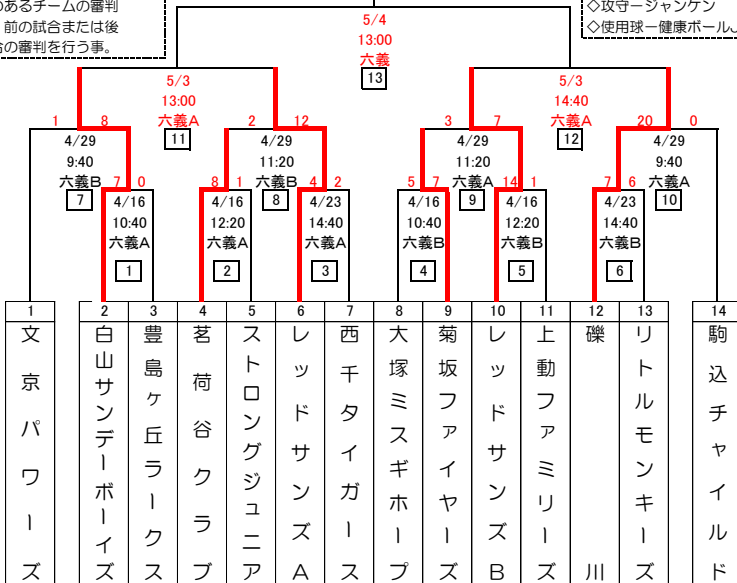 のあるチームの審判
前の試合または後
合の審判を行う事。
◇攻守ージャンケン
◇使用球ー健康ボールJ
5/4
13:00
六義
13
5/3
13:00
六義A
11
5/3
14:40
六義A
12
1 8
4/29
9:40
六義B
7
2 12
4/29
11:20
六義B
8
3 7
4/29
11:20
六義A
9
20 0
4/29
9:40
六義A
10
7 0
4/16
10:40
六義A
1
8 1
4/16
12:20
六義A
2
4 2
4/23
14:40
六義A
3
5 7
4/16
10:40
六義B
4
14 1
4/16
12:20
六義B
5
7 6
4/23
14:40
六義B
6
1 文京パワーズ
2 白山サンデーボーイズ
3 豊島ヶ丘ラークス
4 茗荷谷クラブ
5 ストロングジュニア
6 レッドサンズA
7 西千タイガース
8 大塚ミスギホープ
9 菊坂ファイヤーズ
10 レッドサンズB
11 上動ファミリーズ
12 礫川
13 リトルモンキーズ
14 駒込チャイルド